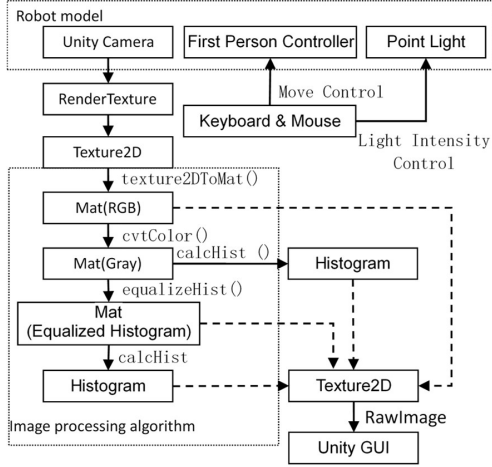 Robot model
Unity Camera
First Person Controller
Point Light
RenderTexture
Move Control
Keyboard & Mouse
Light Intensity
Control
Texture2D
texture2DToMat()
Mat(RGB)
cvtColor()
Mat(Gray)
calcHist ()
Histogram
equalizeHist()
Mat
(Equalized Histogram)
calcHist
Histogram
Texture2D
RawImage
Image processing algorithm
Unity GUI